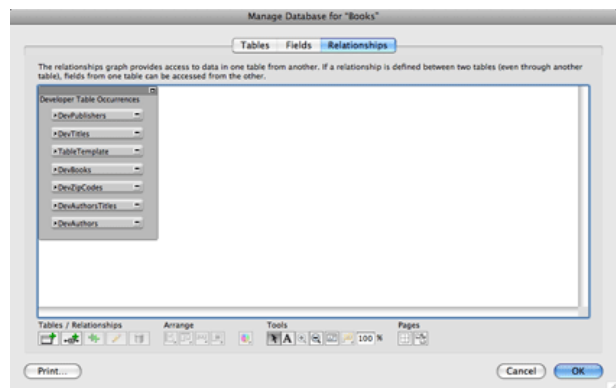 Manage Database for "Books"
Tables Fields Relationships
The relationships graph provides access to data in one table from another. If a relationship is defined between two tables (even through another
table), fields from one table can be accessed from the other.
Developer Table Occurrences
DevPublishers
DevTitles
TableTemplate
DevBooks
DevZipCodes
DevAuthorsTitles
DevAuthors
Tables / Relationships Arrange Tools Pages
A 100 %
Print... Cancel OK